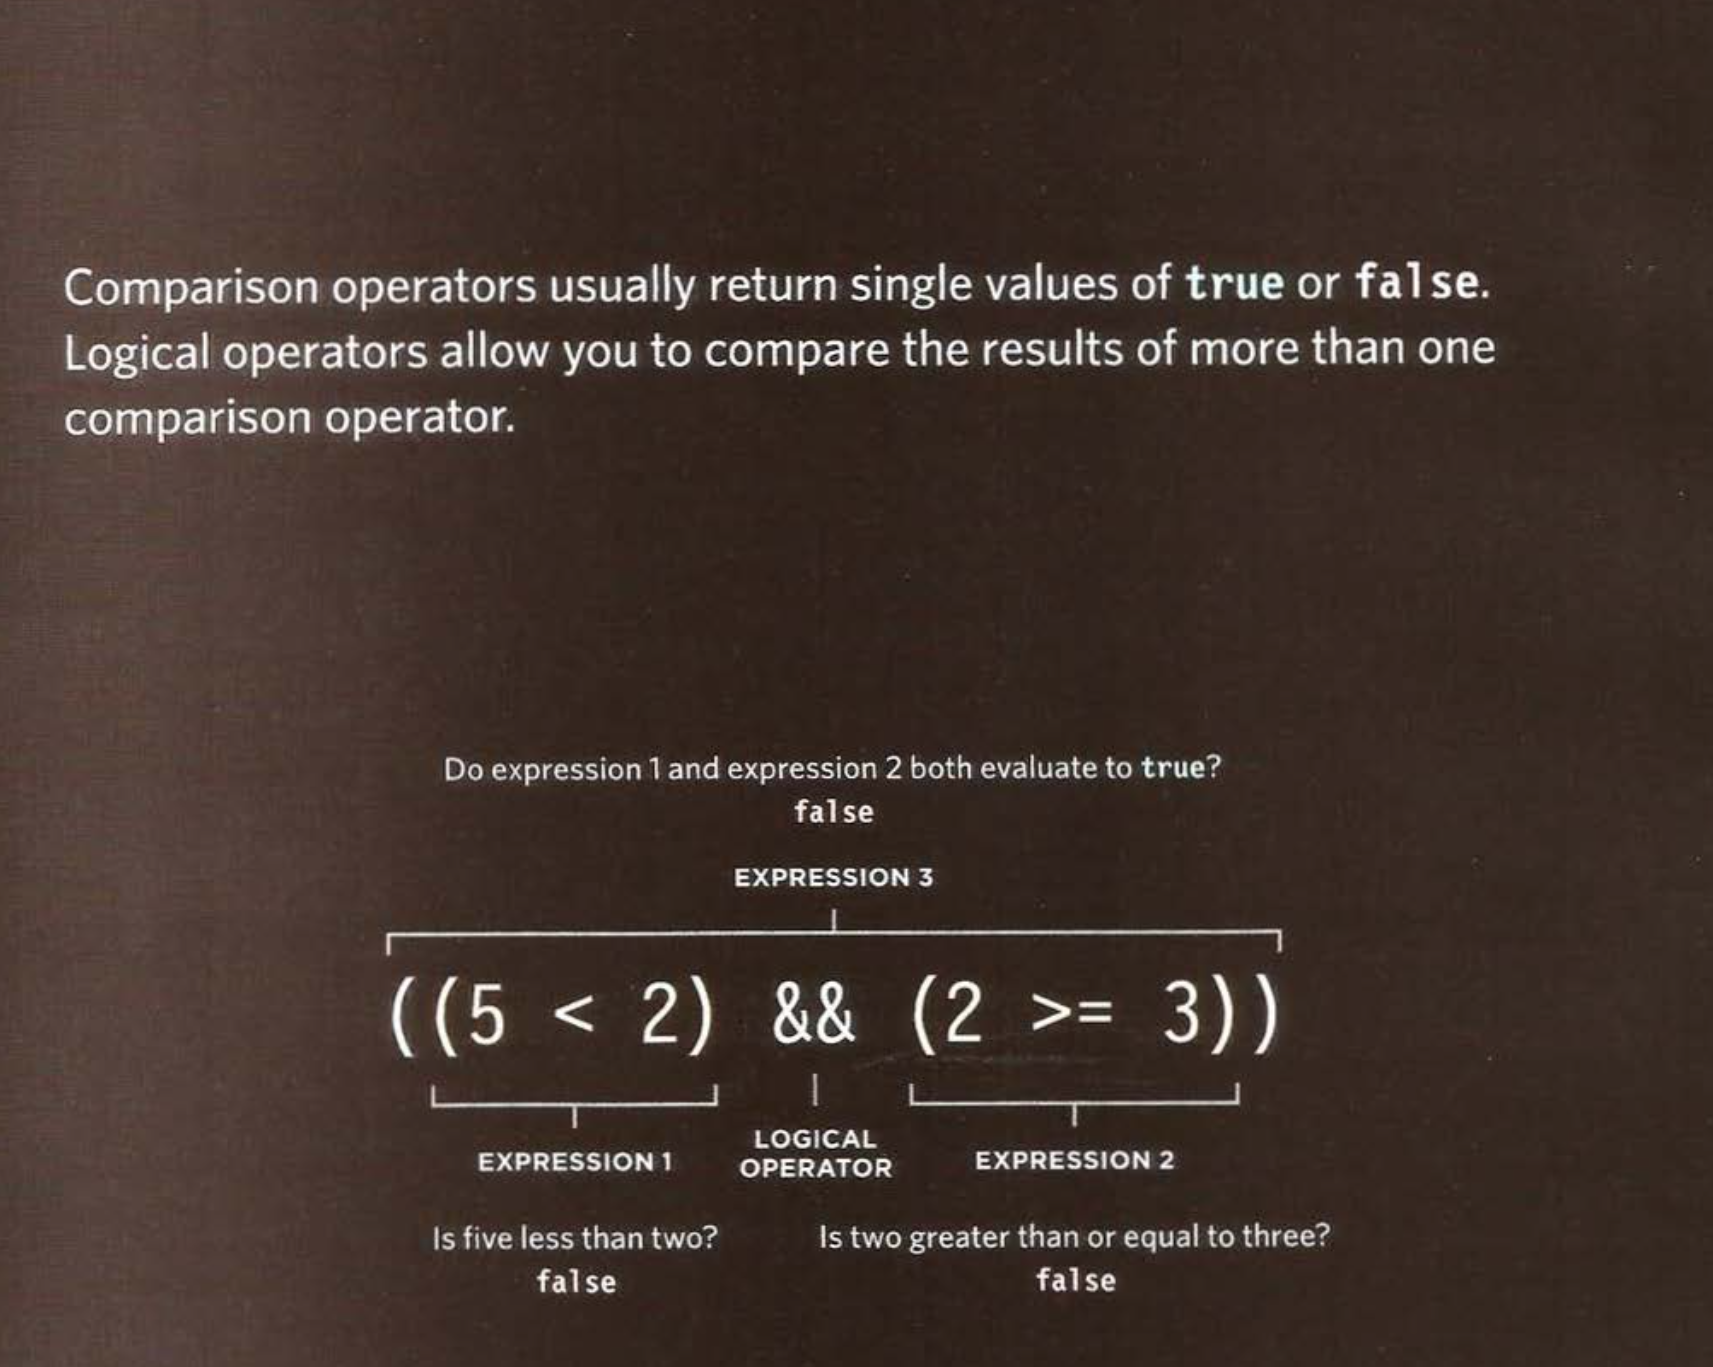 Comparison operators usually return single values of true or false.
Logical operators allow you to compare the results of more than one
comparison operator.
Do expression 1 and expression 2 both evaluate to true?
false
EXPRESSION 3
((5 < 2) && (2 >= 3))
EXPRESSION 1
LOGICAL
OPERATOR
EXPRESSION 2
Is five less than two?
false
Is two greater than or equal to three?
false